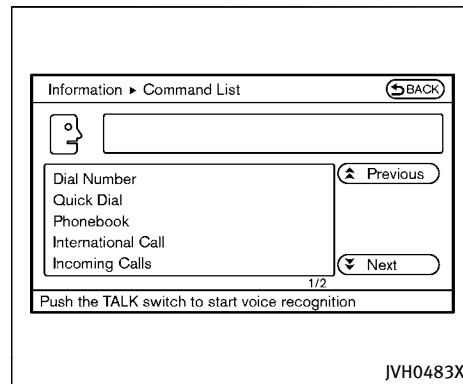 Information ▸ Command List
BACK
Dial Number
Previous
Quick Dial
Phonebook
International Call
Incoming Calls
Next
1/2
Push the TALK switch to start voice recognition
JVH0483X